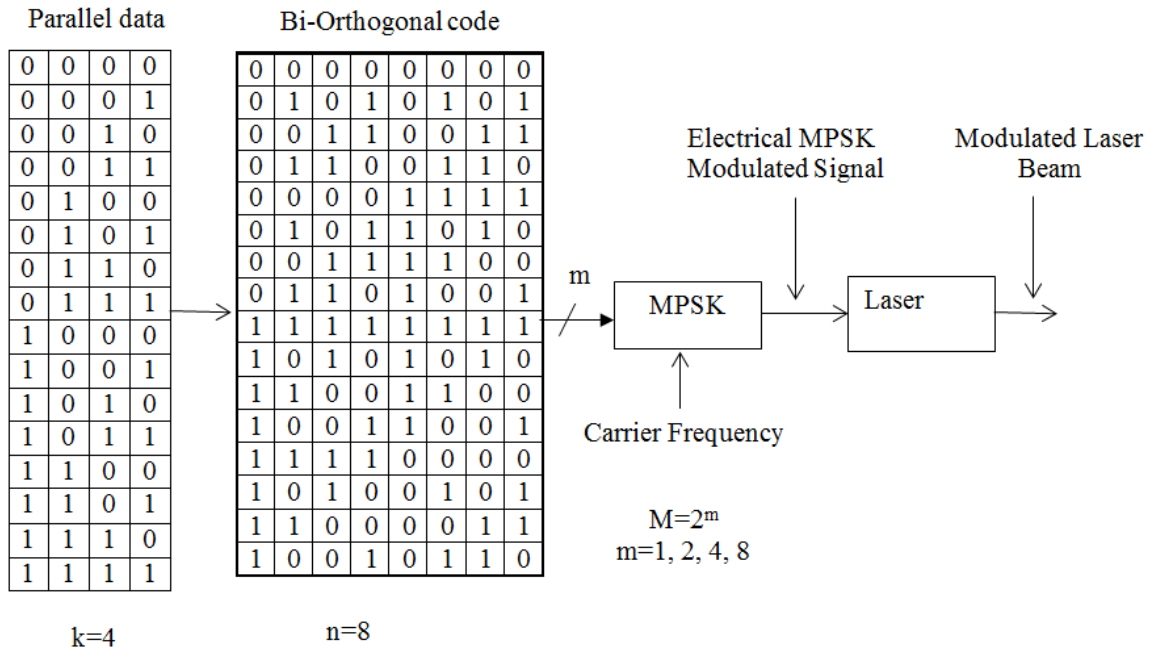 Parallel data
Bi-Orthogonal code
0 0 0 0
0 0 0 1
0 0 1 0
0 0 1 1
0 1 0 0
0 1 0 1
0 1 1 0
0 1 1 1
1 0 0 0
1 0 0 1
1 0 1 0
1 0 1 1
1 1 0 0
1 1 0 1
1 1 1 0
1 1 1 1
k=4
0 0 0 0 0 0 0 0
0 1 0 1 0 1 0 1
0 0 1 1 0 0 1 1
0 1 1 0 0 1 1 0
0 0 0 0 1 1 1 1
0 1 0 1 1 0 1 0
0 0 1 1 1 1 0 0
0 1 1 0 1 0 0 1
1 1 1 1 1 1 1 1
1 0 1 0 1 0 1 0
1 1 0 0 1 1 0 0
1 0 0 1 1 0 0 1
1 1 1 1 0 0 0 0
1 0 1 0 0 1 0 1
1 1 0 0 0 0 1 1
1 0 0 1 0 1 1 0
n=8
m
MPSK
Carrier Frequency
M=2ᵐ
m=1, 2, 4, 8
Electrical MPSK
Modulated Signal
Laser
Modulated Laser
Beam